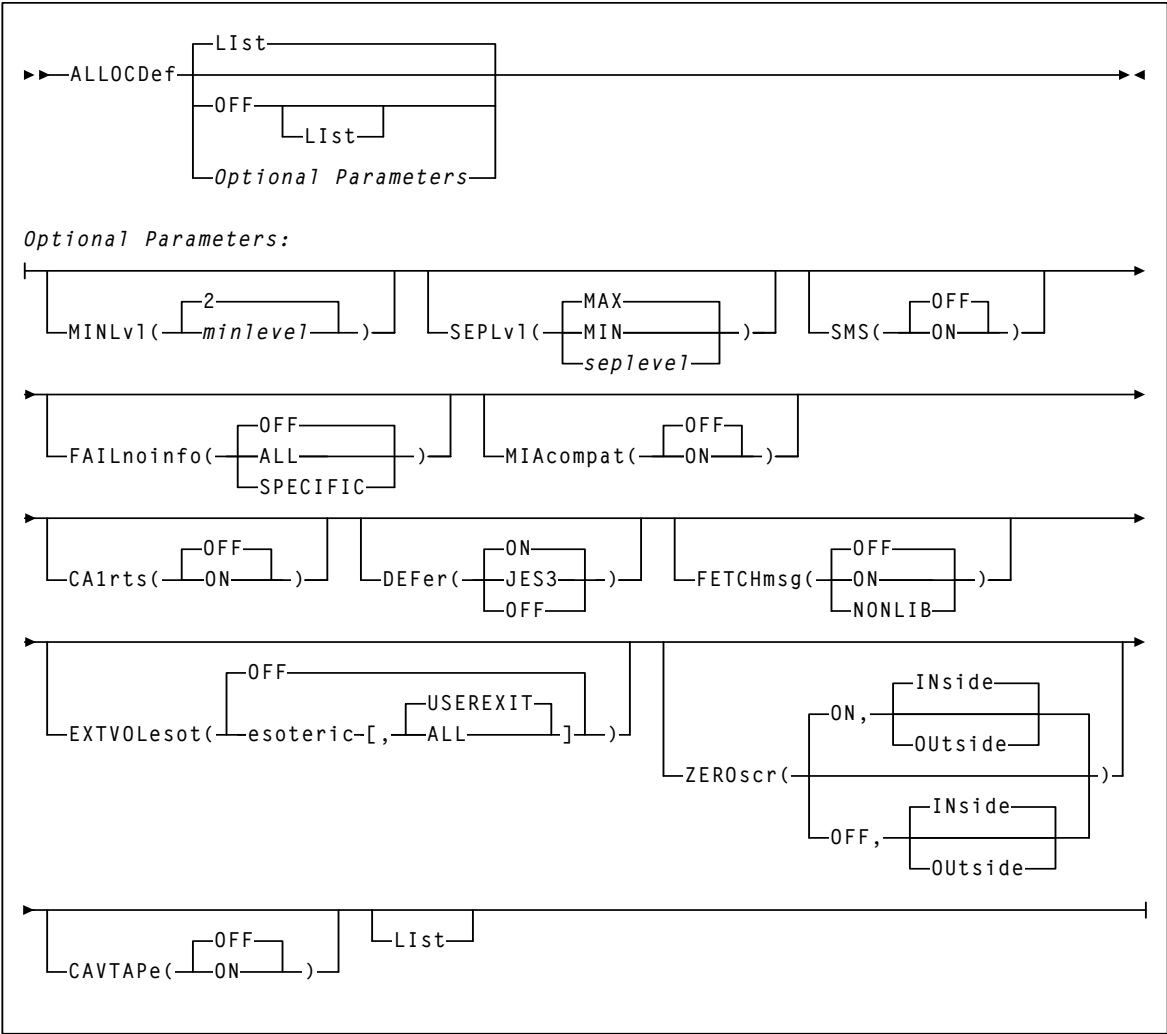 LIst
ALLOCDef
OFF
LIst
Optional Parameters
Optional Parameters:
2 MAX OFF
MINLvl( minlevel ) SEPLvl( MIN ) SMS( ON )
seplevel
OFF OFF
FAILnoinfo( ALL ) MIAcompat( ON )
SPECIFIC
OFF ON OFF
CA1rts( ON ) DEFer( JES3 ) FETCHmsg( ON )
OFF NONLIB
OFF INside
USEREXIT ON,
EXTVOLesot( esoteric [, ALL ] ) OUtside
ZEROscr( )
INside
OFF,
OUtside
OFF LIst
CAVTAPe( ON )